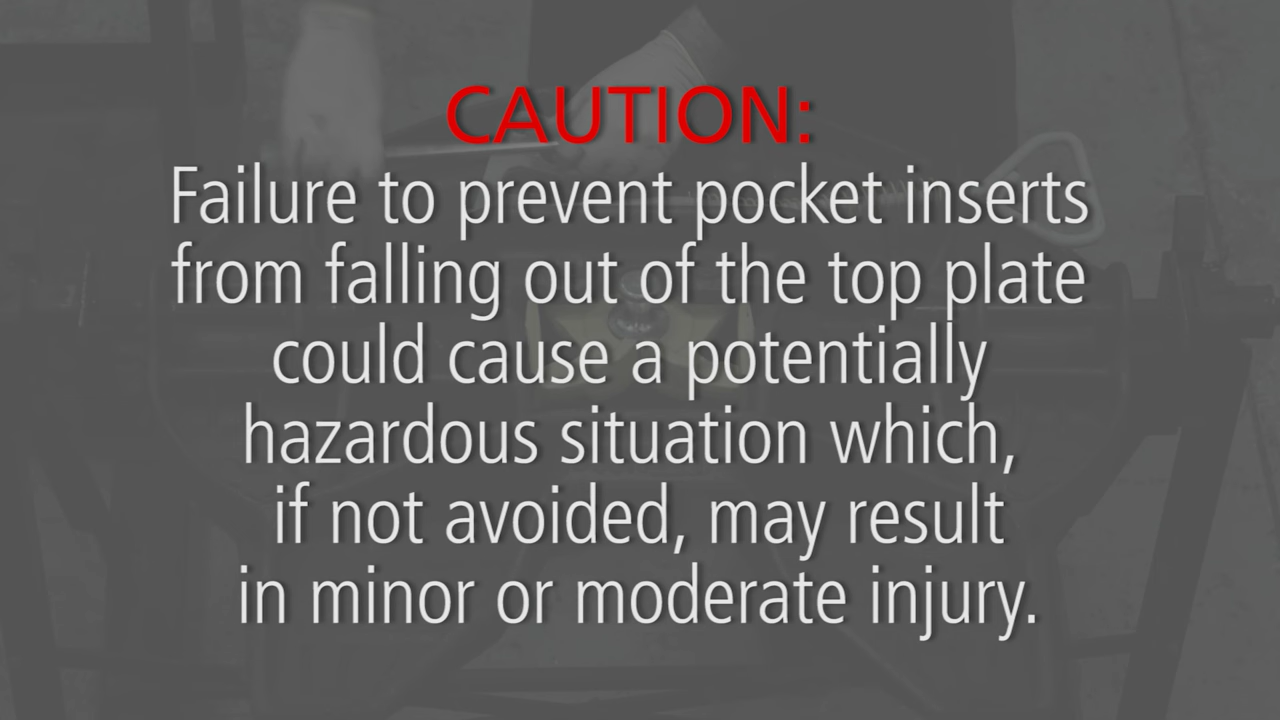 CAUTION:
Failure to prevent pocket inserts
from falling out of the top plate
could cause a potentially
hazardous situation which,
if not avoided, may result
in minor or moderate injury.